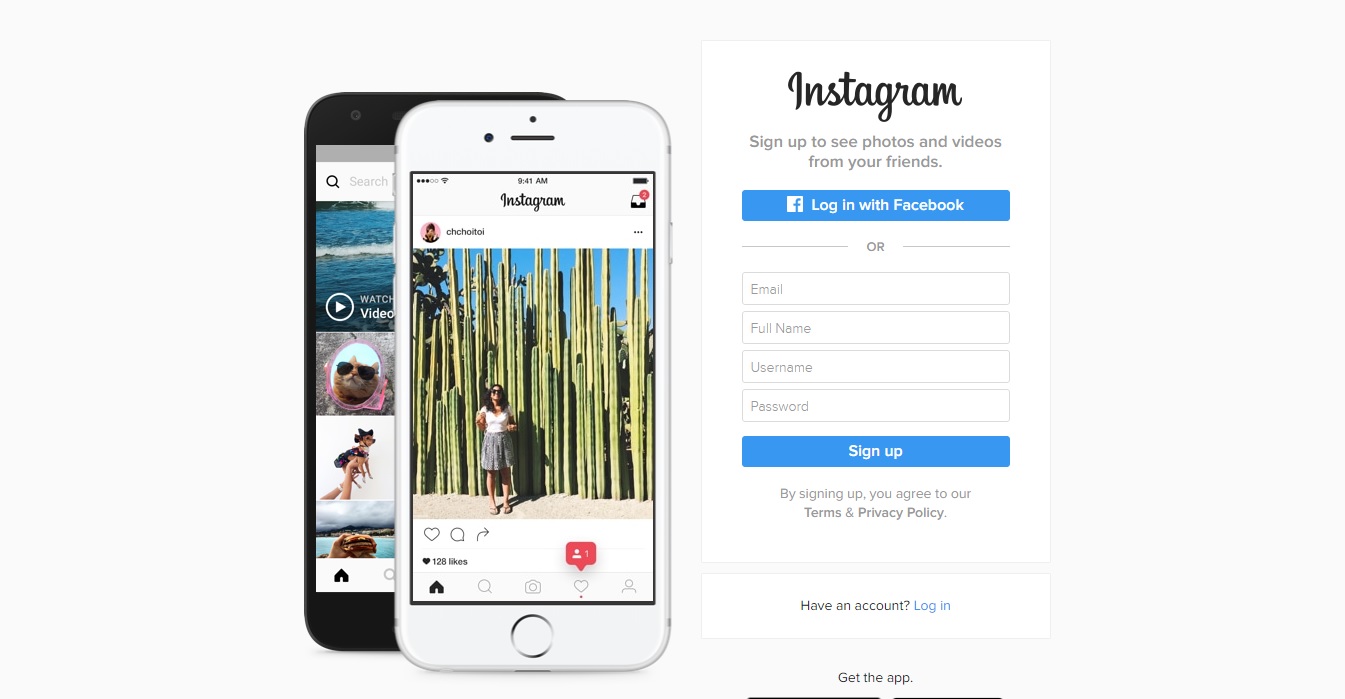 Search
WATCH
Video
9:41 AM
Instagram
2
chchoitoi
1
128 likes
Instagram
Sign up to see photos and videos
from your friends.
Log in with Facebook
OR
Email
Full Name
Username
Password
Sign up
By signing up, you agree to our
Terms & Privacy Policy.
Have an account? Log in
Get the app.